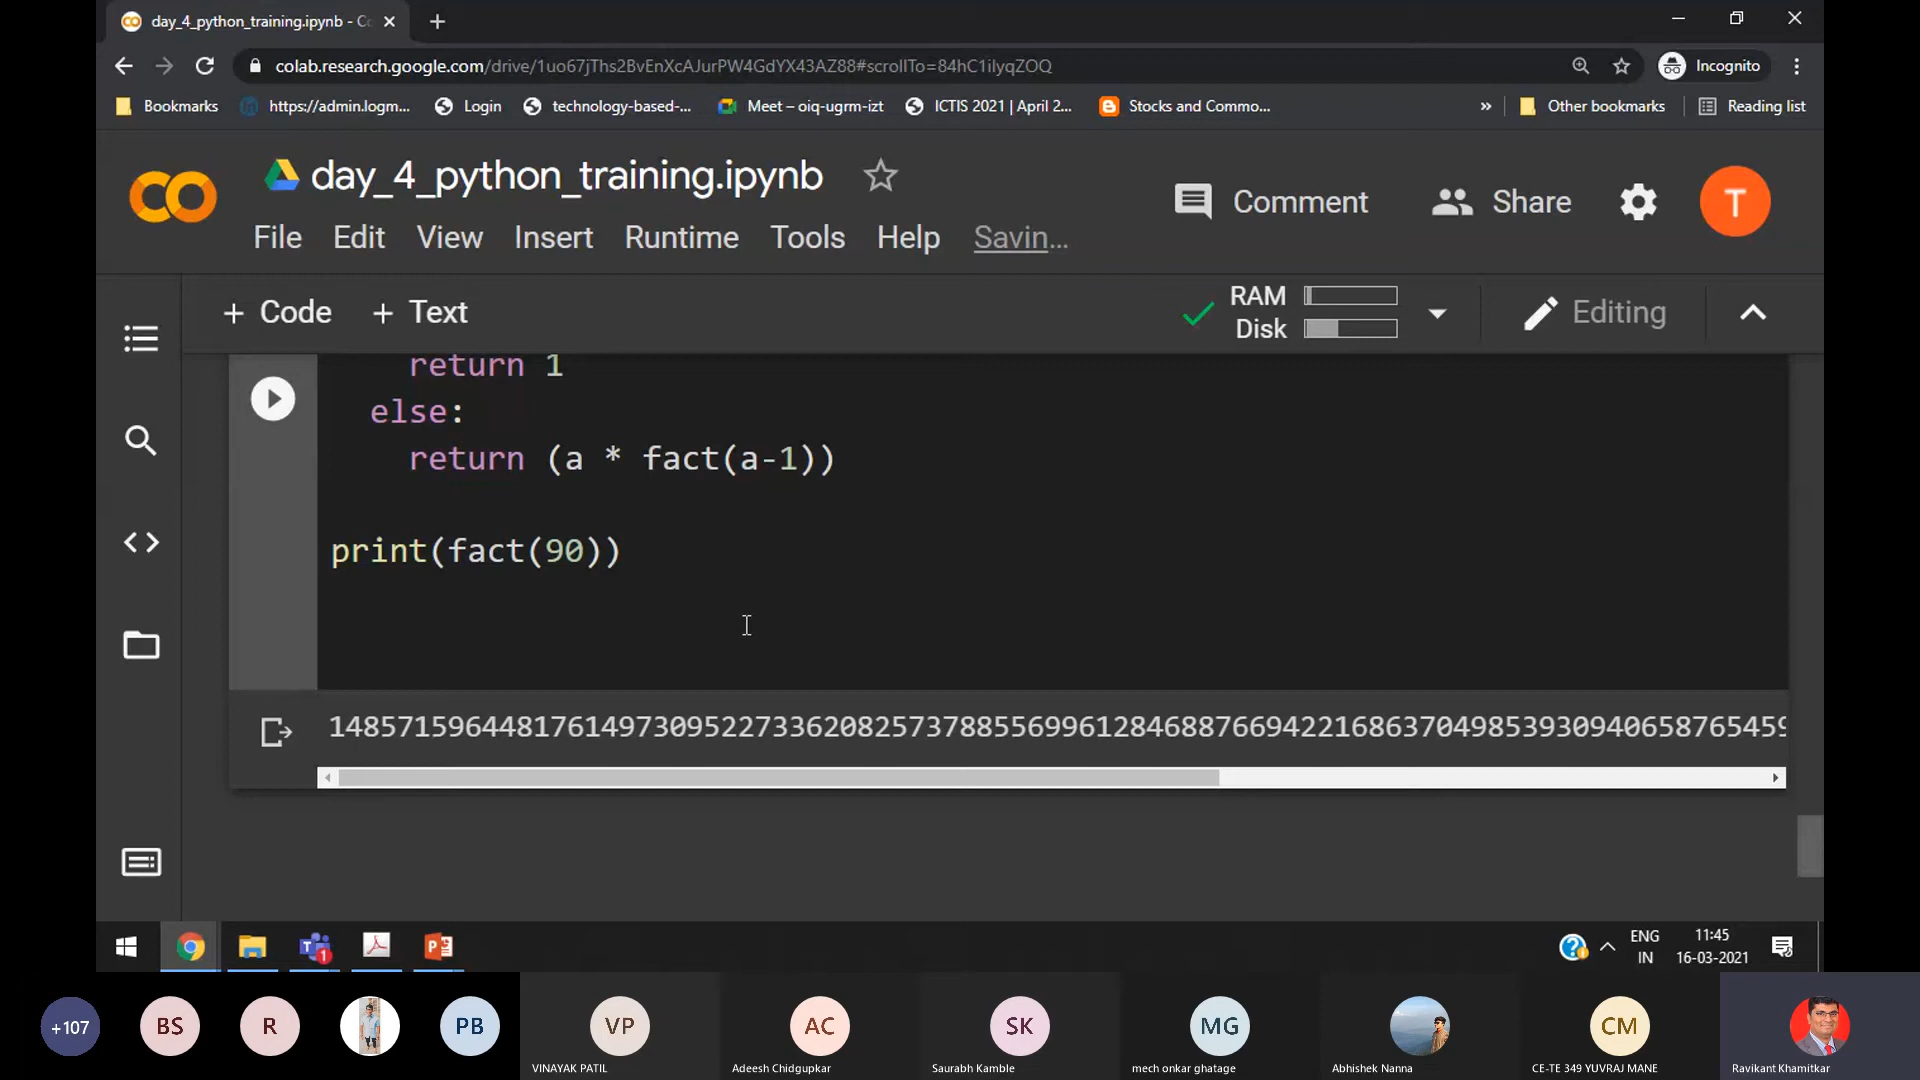 day_4_python_training.ipynb - Co
colab.research.google.com/drive/1uo67jThs2BvEnXcAJurPW4GdYX43AZ88#scrollTo=84hC1ilyqZOQ
Incognito
Bookmarks
https://admin.logm...
Login
technology-based-...
Meet – oiq-ugrm-izt
ICTIS 2021 | April 2...
Stocks and Commo...
»
Other bookmarks
Reading list
CO
day_4_python_training.ipynb
Comment
Share
T
File Edit View Insert Runtime Tools Help Savin...
+ Code + Text
RAM
Disk
Editing
return 1
else:
return (a * fact(a-1))
print(fact(90))
14857159644817614973095227336208257378855699612846887669422168637049853930940658765459
ENG
IN
11:45
16-03-2021
+107
BS
R
PB
VP
AC
SK
MG
CM
VINAYAK PATIL
Adeesh Chidgupkar
Saurabh Kamble
mech onkar ghatage
Abhishek Nanna
CE-TE 349 YUVRAJ MANE
Ravikant Khamitkar